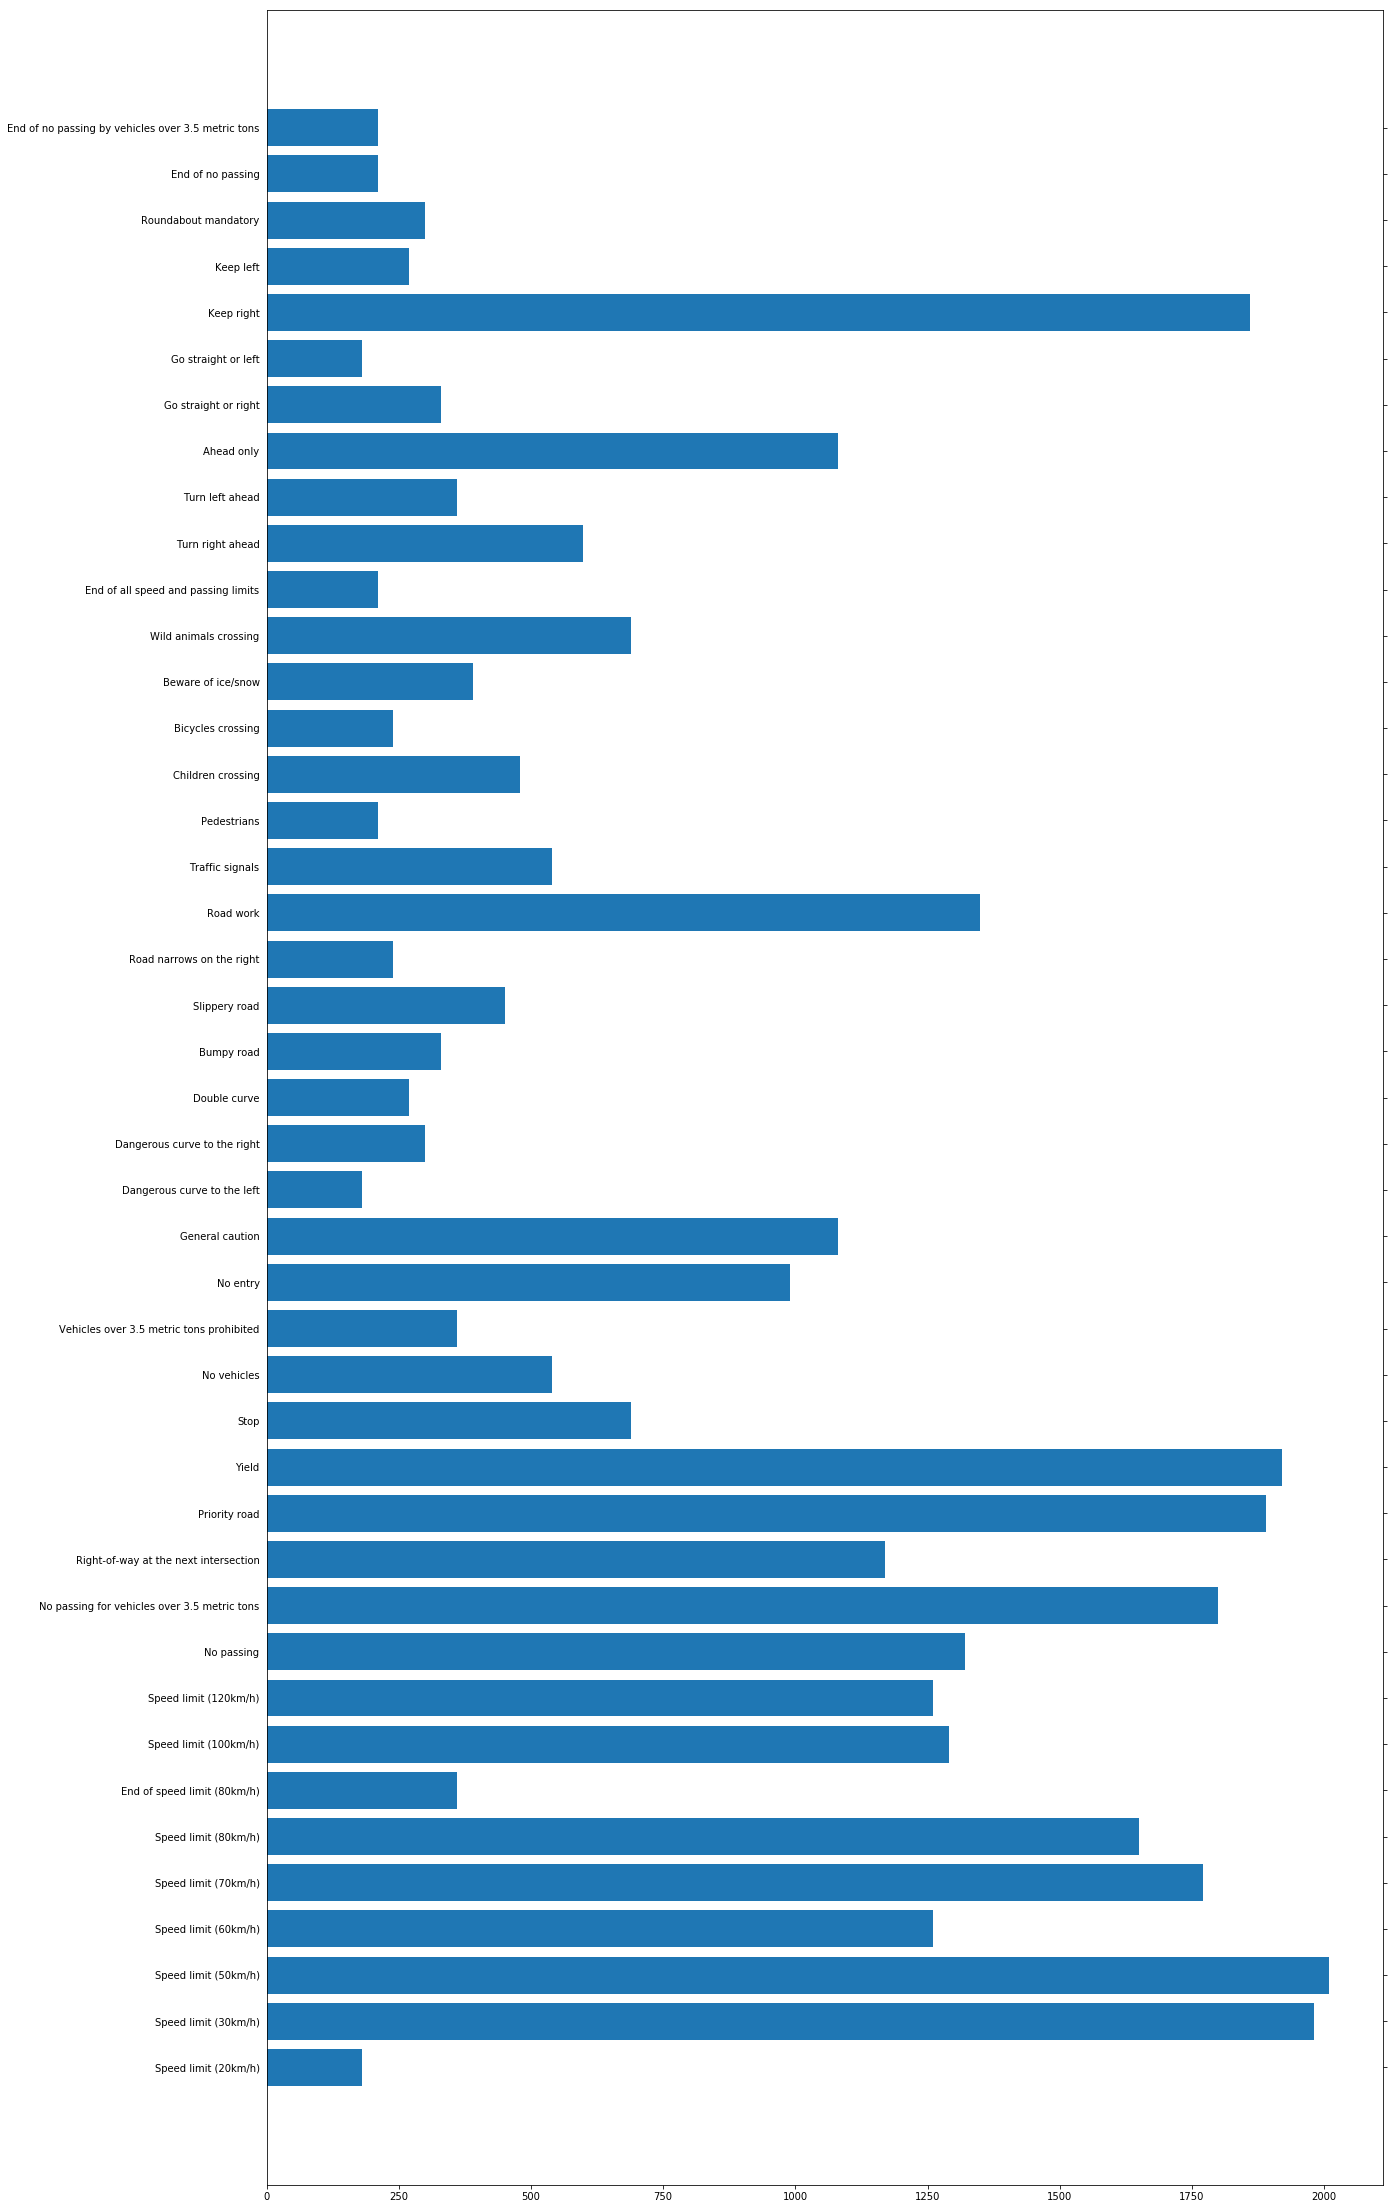 End of no passing by vehicles over 3.5 metric tons
End of no passing
Roundabout mandatory
Keep left
Keep right
Go straight or left
Go straight or right
Ahead only
Turn left ahead
Turn right ahead
End of all speed and passing limits
Wild animals crossing
Beware of ice/snow
Bicycles crossing
Children crossing
Pedestrians
Traffic signals
Road work
Road narrows on the right
Slippery road
Bumpy road
Double curve
Dangerous curve to the right
Dangerous curve to the left
General caution
No entry
Vehicles over 3.5 metric tons prohibited
No vehicles
Stop
Yield
Priority road
Right-of-way at the next intersection
No passing for vehicles over 3.5 metric tons
No passing
Speed limit (120km/h)
Speed limit (100km/h)
End of speed limit (80km/h)
Speed limit (80km/h)
Speed limit (70km/h)
Speed limit (60km/h)
Speed limit (50km/h)
Speed limit (30km/h)
Speed limit (20km/h)
0 250 500 750 1000 1250 1500 1750 2000